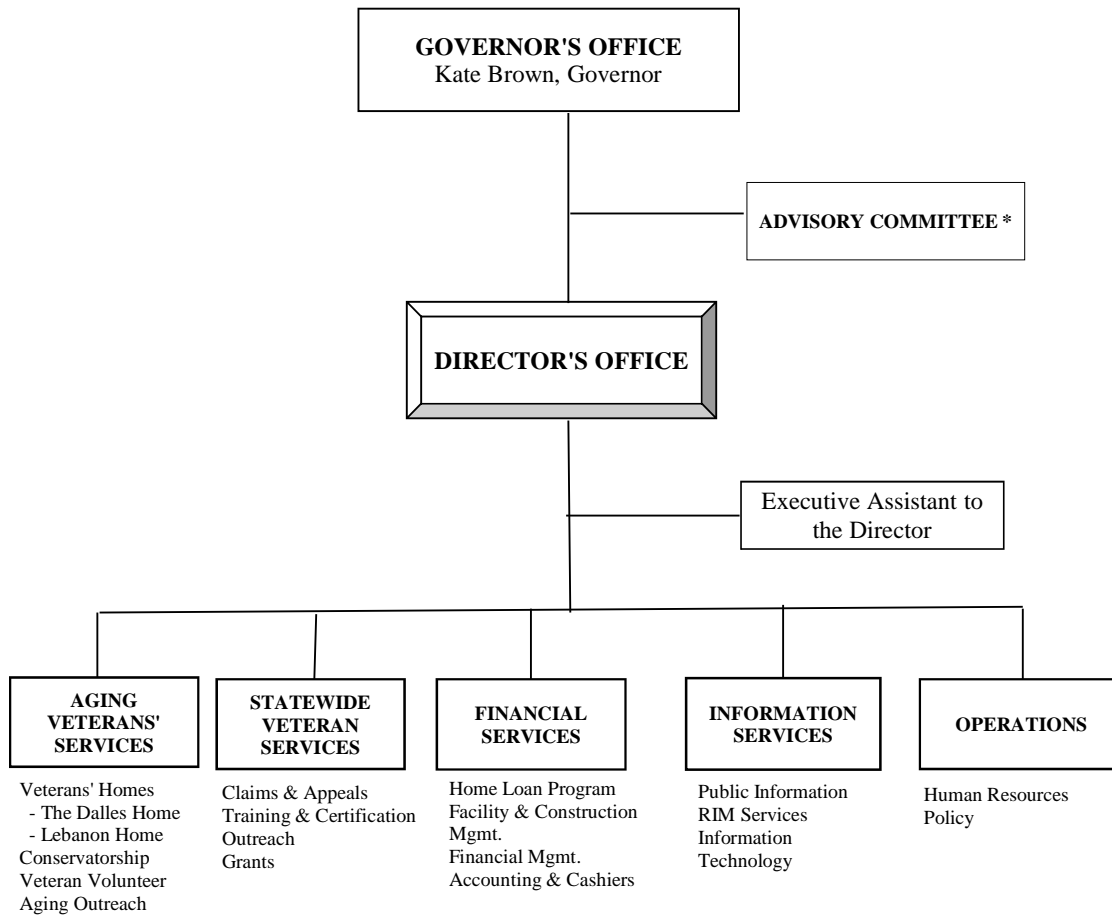 GOVERNOR'S OFFICE
Kate Brown, Governor
ADVISORY COMMITTEE *
DIRECTOR'S OFFICE
Executive Assistant to
the Director
AGING
VETERANS'
SERVICES
Veterans' Homes
- The Dalles Home
- Lebanon Home
Conservatorship
Veteran Volunteer
Aging Outreach
STATEWIDE
VETERAN
SERVICES
Claims & Appeals
Training & Certification
Outreach
Grants
FINANCIAL
SERVICES
Home Loan Program
Facility & Construction
Mgmt.
Financial Mgmt.
Accounting & Cashiers
INFORMATION
SERVICES
Public Information
RIM Services
Information
Technology
OPERATIONS
Human Resources
Policy